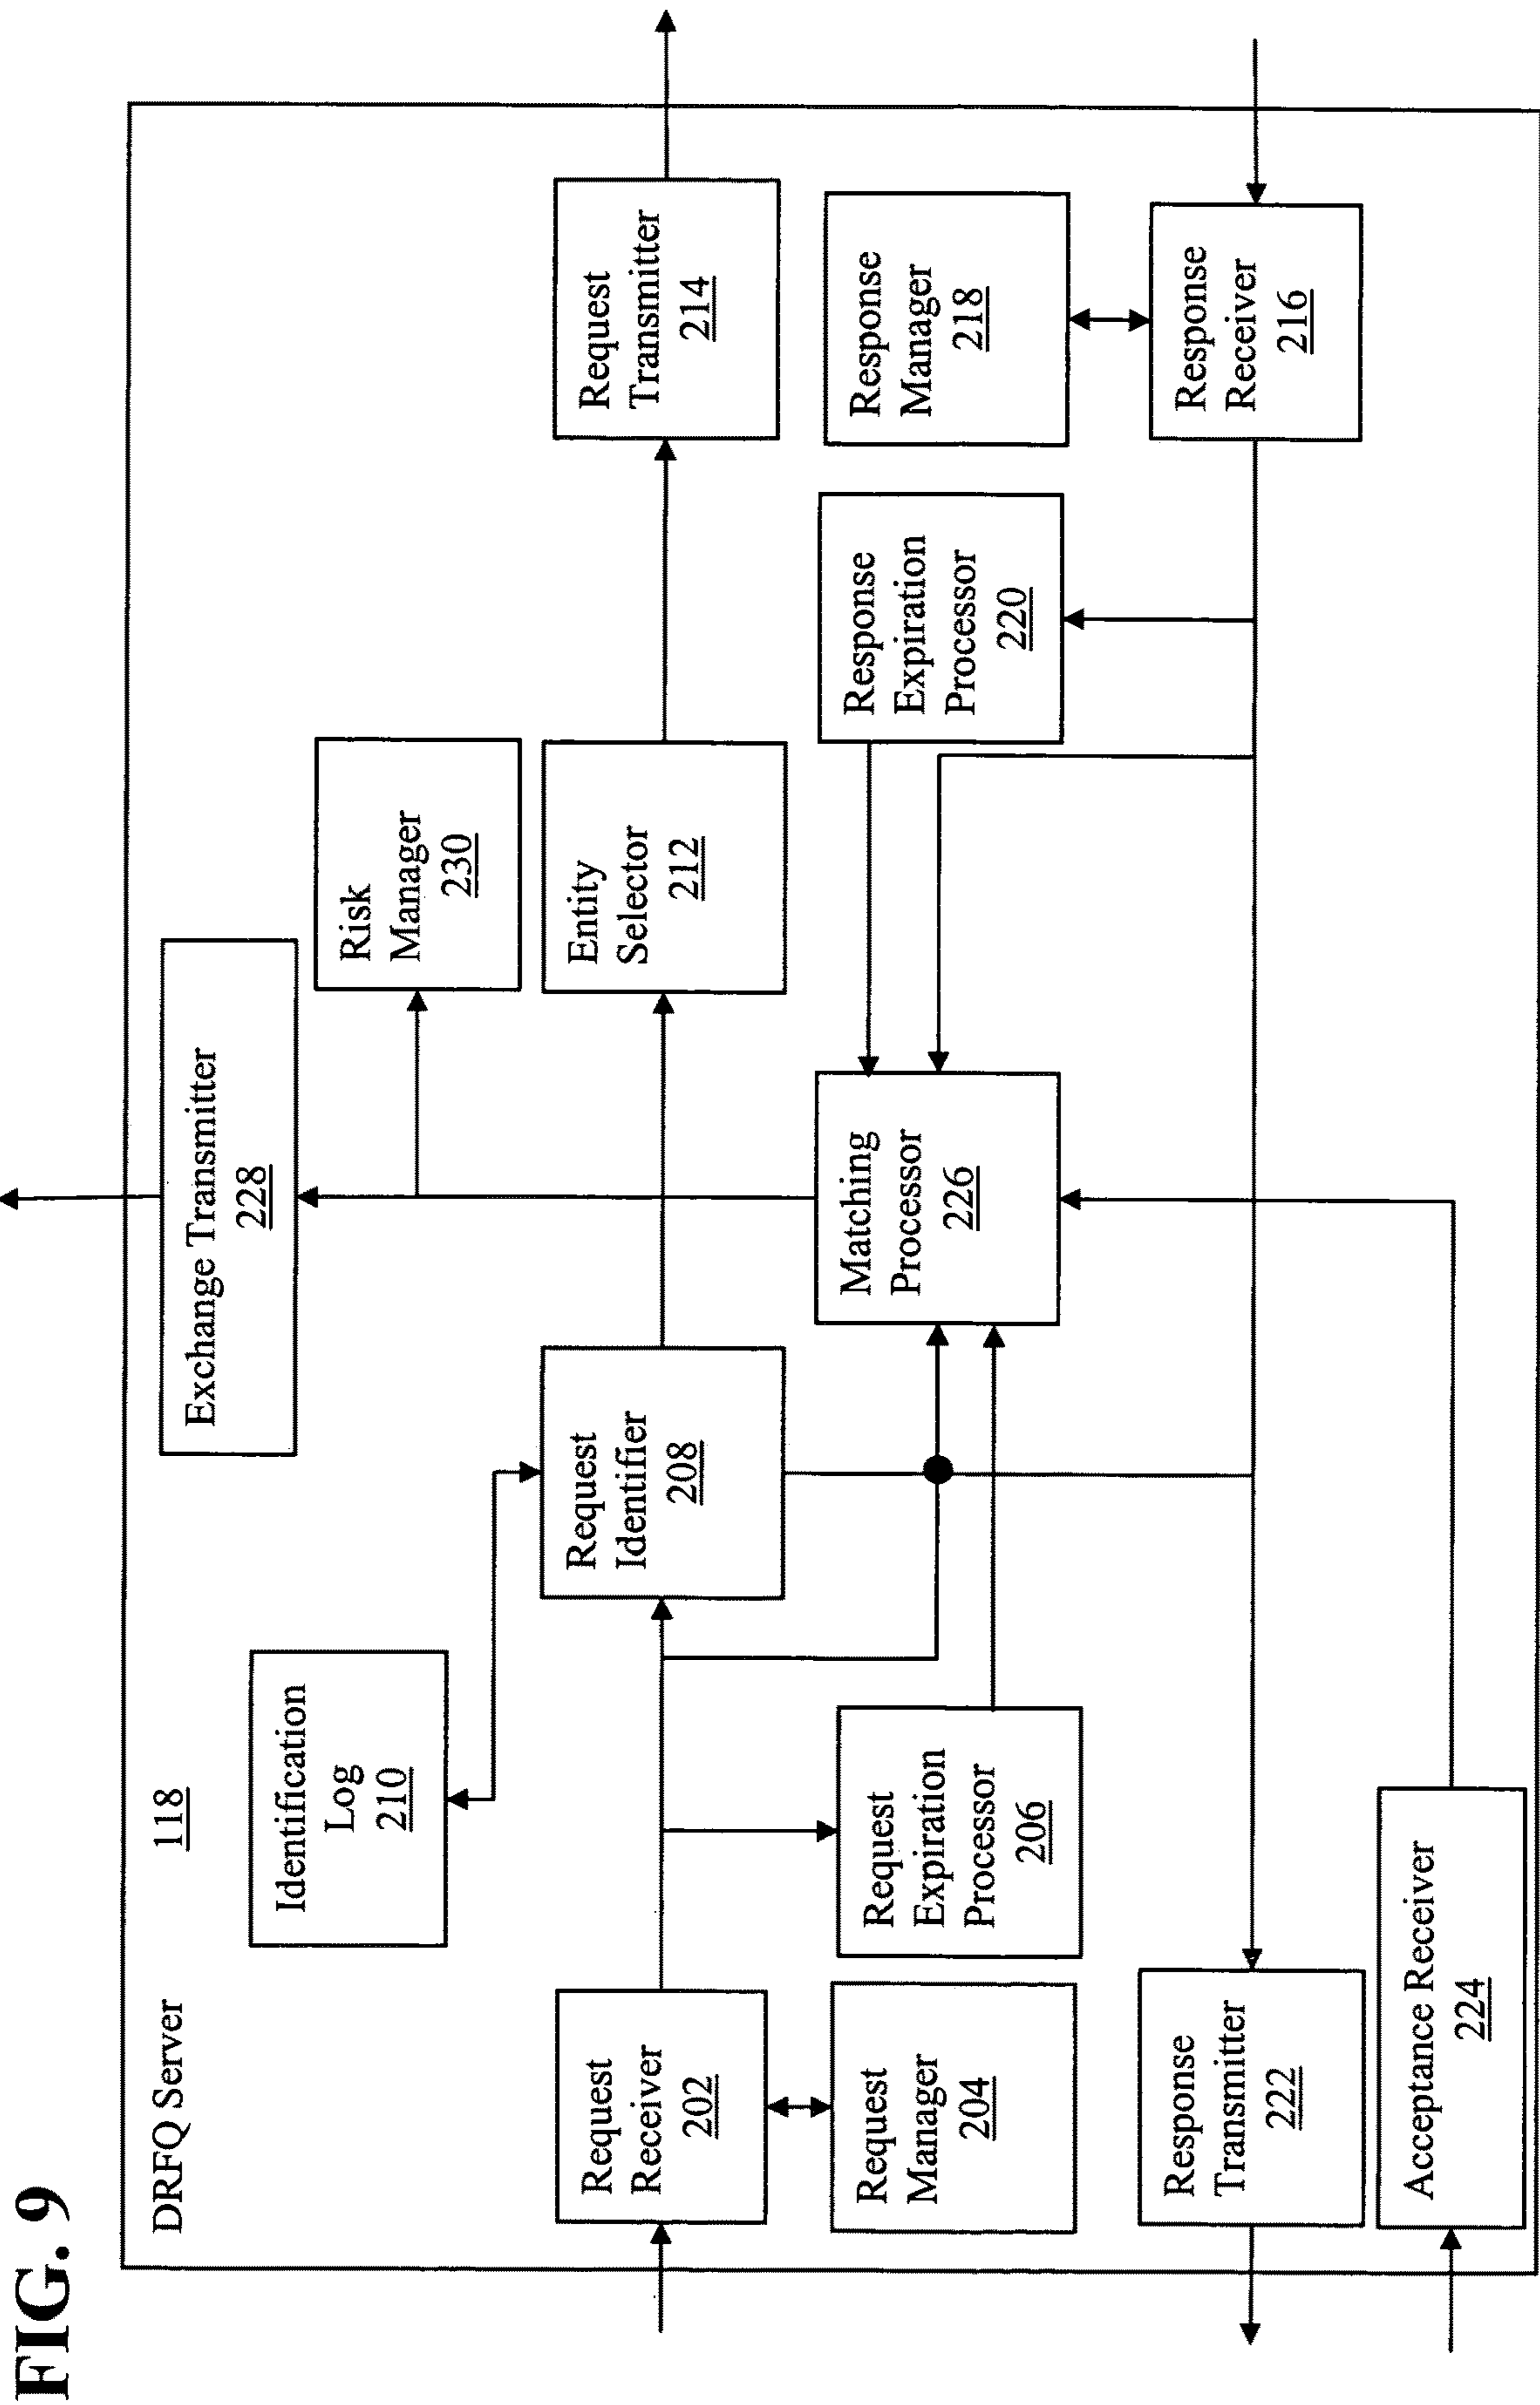 FIG. 9
DRFQ Server
118
Exchange Transmitter
228
Identification
Log
210
Risk
Manager
230
Request
Receiver
202
Request
Identifier
208
Entity
Selector
212
Request
Transmitter
214
Request
Manager
204
Request
Expiration
Processor
206
Matching
Processor
226
Response
Expiration
Processor
220
Response
Manager
218
Response
Transmitter
222
Response
Receiver
216
Acceptance Receiver
224